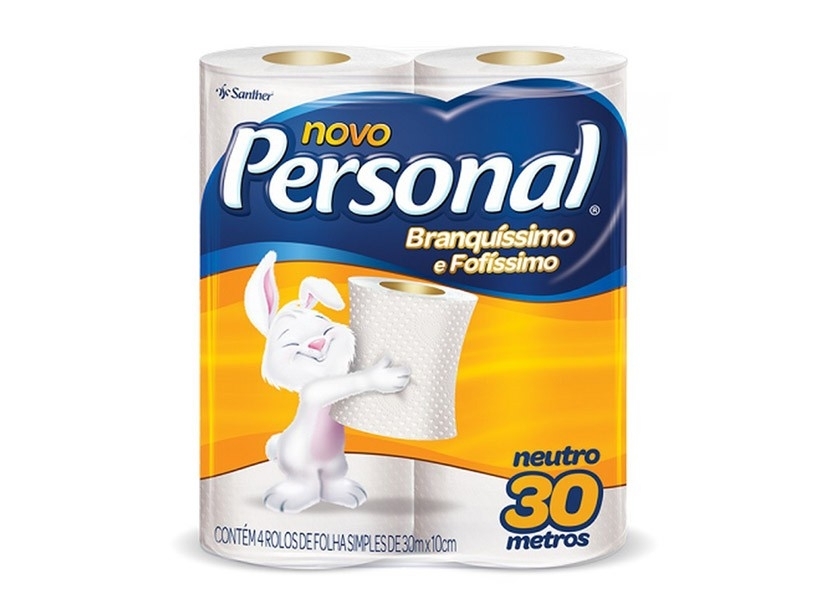 Santher
novo
Personal®
Branquíssimo
e Fofíssimo
neutro
30
metros
CONTÉM 4 ROLOS DE FOLHA SIMPLES DE 30m x 10cm